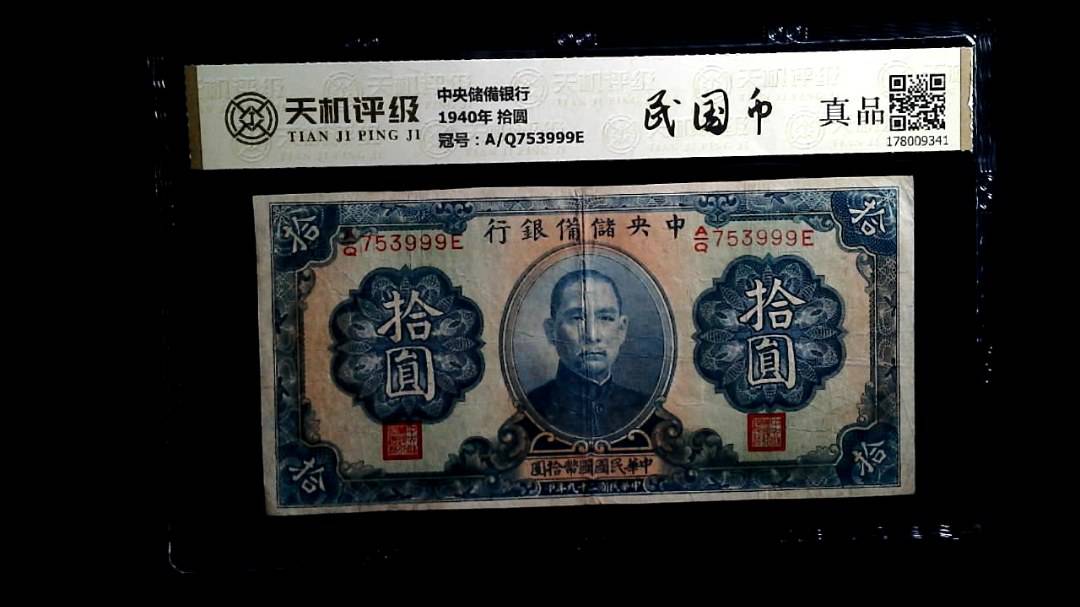 天机评级
TIAN JI PING JI
中央储備银行
1940年 拾圆
冠号：A/Q753999E
民国币
真品
178009341
行銀備儲央中
A/Q 753999E
A/Q 753999E
拾
拾
拾圓
拾圓
圓拾幣國國民華中
拾
拾